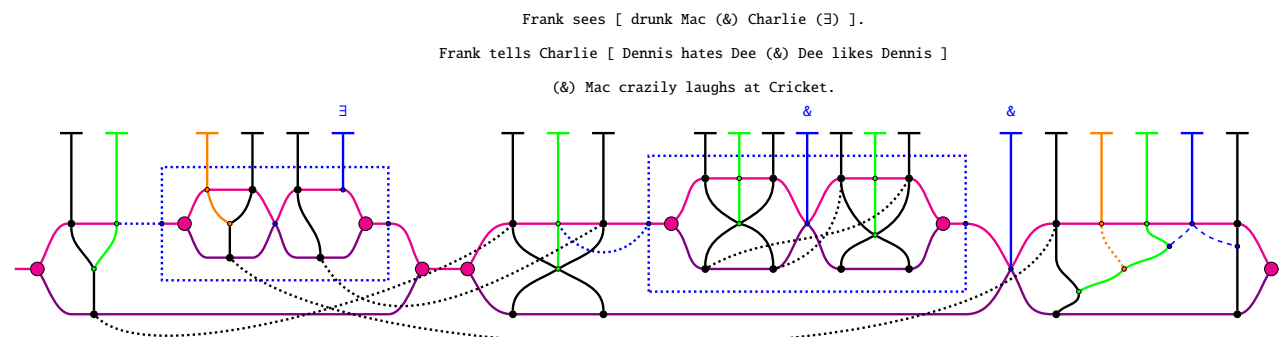 Frank sees [ drunk Mac (&) Charlie (∃) ].
Frank tells Charlie [ Dennis hates Dee (&) Dee likes Dennis ]
(&) Mac crazily laughs at Cricket.
∃ & &